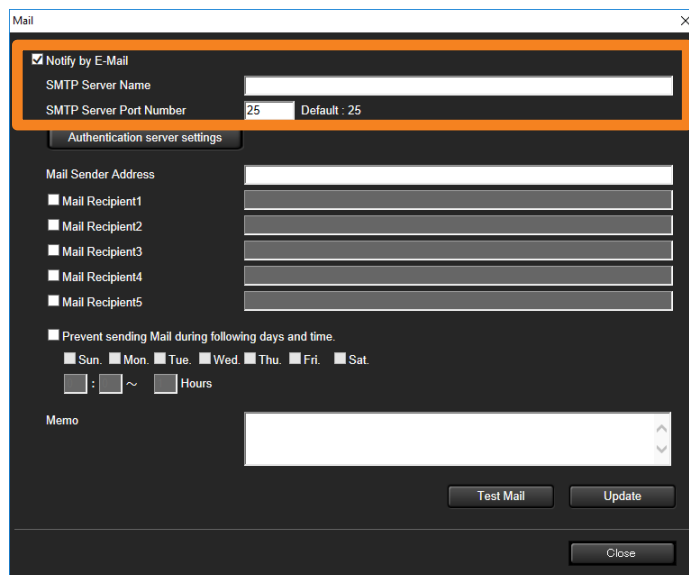 Mail
Notify by E-Mail
SMTP Server Name
SMTP Server Port Number 25 Default : 25
Authentication server settings
Mail Sender Address
Mail Recipient1
Mail Recipient2
Mail Recipient3
Mail Recipient4
Mail Recipient5
Prevent sending Mail during following days and time.
Sun. Mon. Tue. Wed. Thu. Fri. Sat.
: ~ Hours
Memo
Test Mail Update
Close